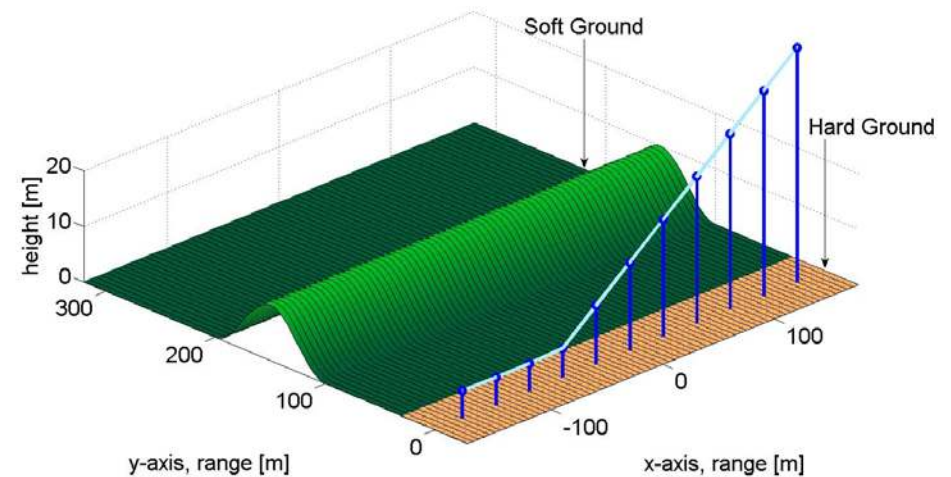 Soft Ground
Hard Ground
20
10
0
height [m]
300
200
100
0
y-axis, range [m]
-100
0
100
x-axis, range [m]